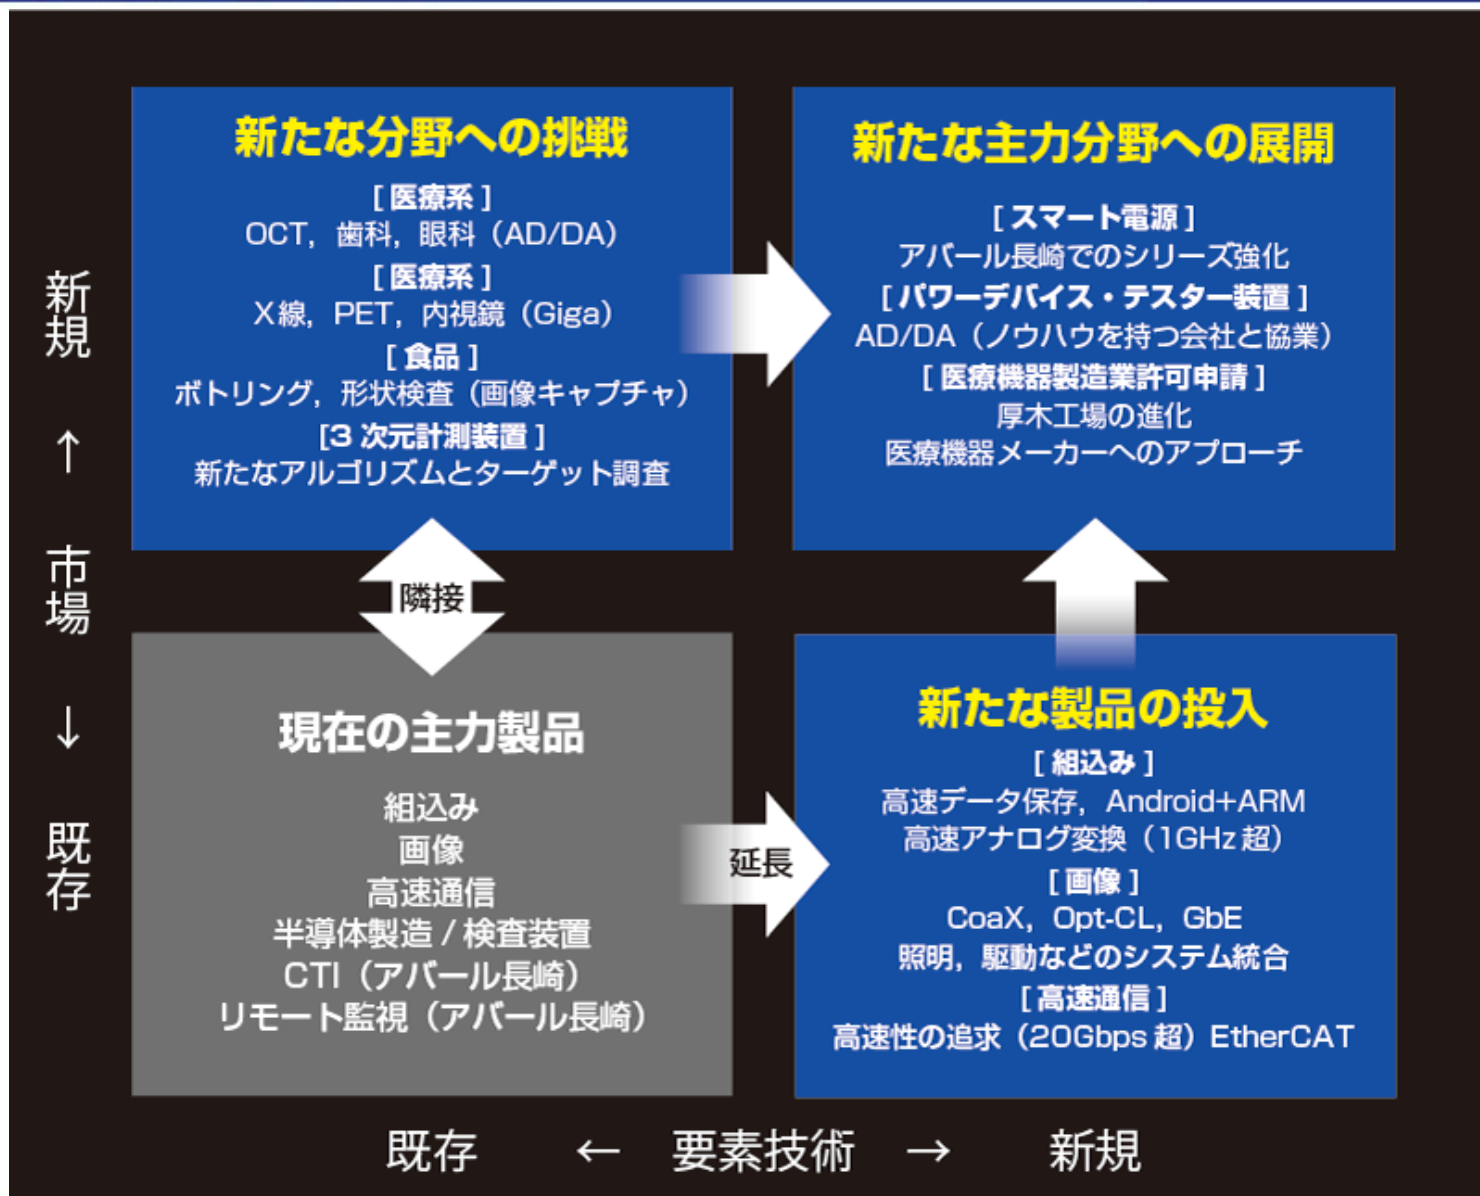 新たな分野への挑戦
[ 医療系 ]
OCT, 歯科, 眼科（AD/DA）
[ 医療系 ]
X線, PET, 内視鏡（Giga）
[ 食品 ]
ボトリング, 形状検査（画像キャプチャ）
[3 次元計測装置 ]
新たなアルゴリズムとターゲット調査
新たな主力分野への展開
[ スマート電源 ]
アバール長崎でのシリーズ強化
[ パワーデバイス・テスター装置 ]
AD/DA（ノウハウを持つ会社と協業）
[ 医療機器製造業許可申請 ]
厚木工場の進化
医療機器メーカーへのアプローチ
隣接
現在の主力製品
組込み
画像
高速通信
半導体製造 / 検査装置
CTI（アバール長崎）
リモート監視（アバール長崎）
延長
新たな製品の投入
[ 組込み ]
高速データ保存, Android+ARM
高速アナログ変換（1GHz 超）
[ 画像 ]
CoaX, Opt-CL, GbE
照明, 駆動などのシステム統合
[ 高速通信 ]
高速性の追求（20Gbps 超）EtherCAT
新規 ↑ 市場 ↓ 既存
既存 ← 要素技術 → 新規